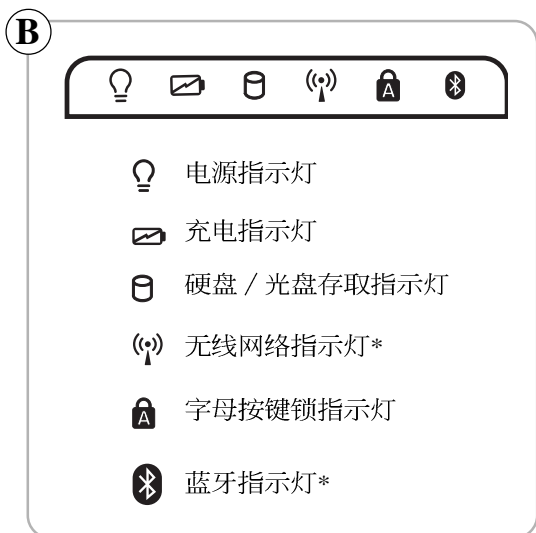 B
A
电源指示灯
充电指示灯
硬盘 / 光盘存取指示灯
无线网络指示灯*
A 字母按键锁指示灯
蓝牙指示灯*